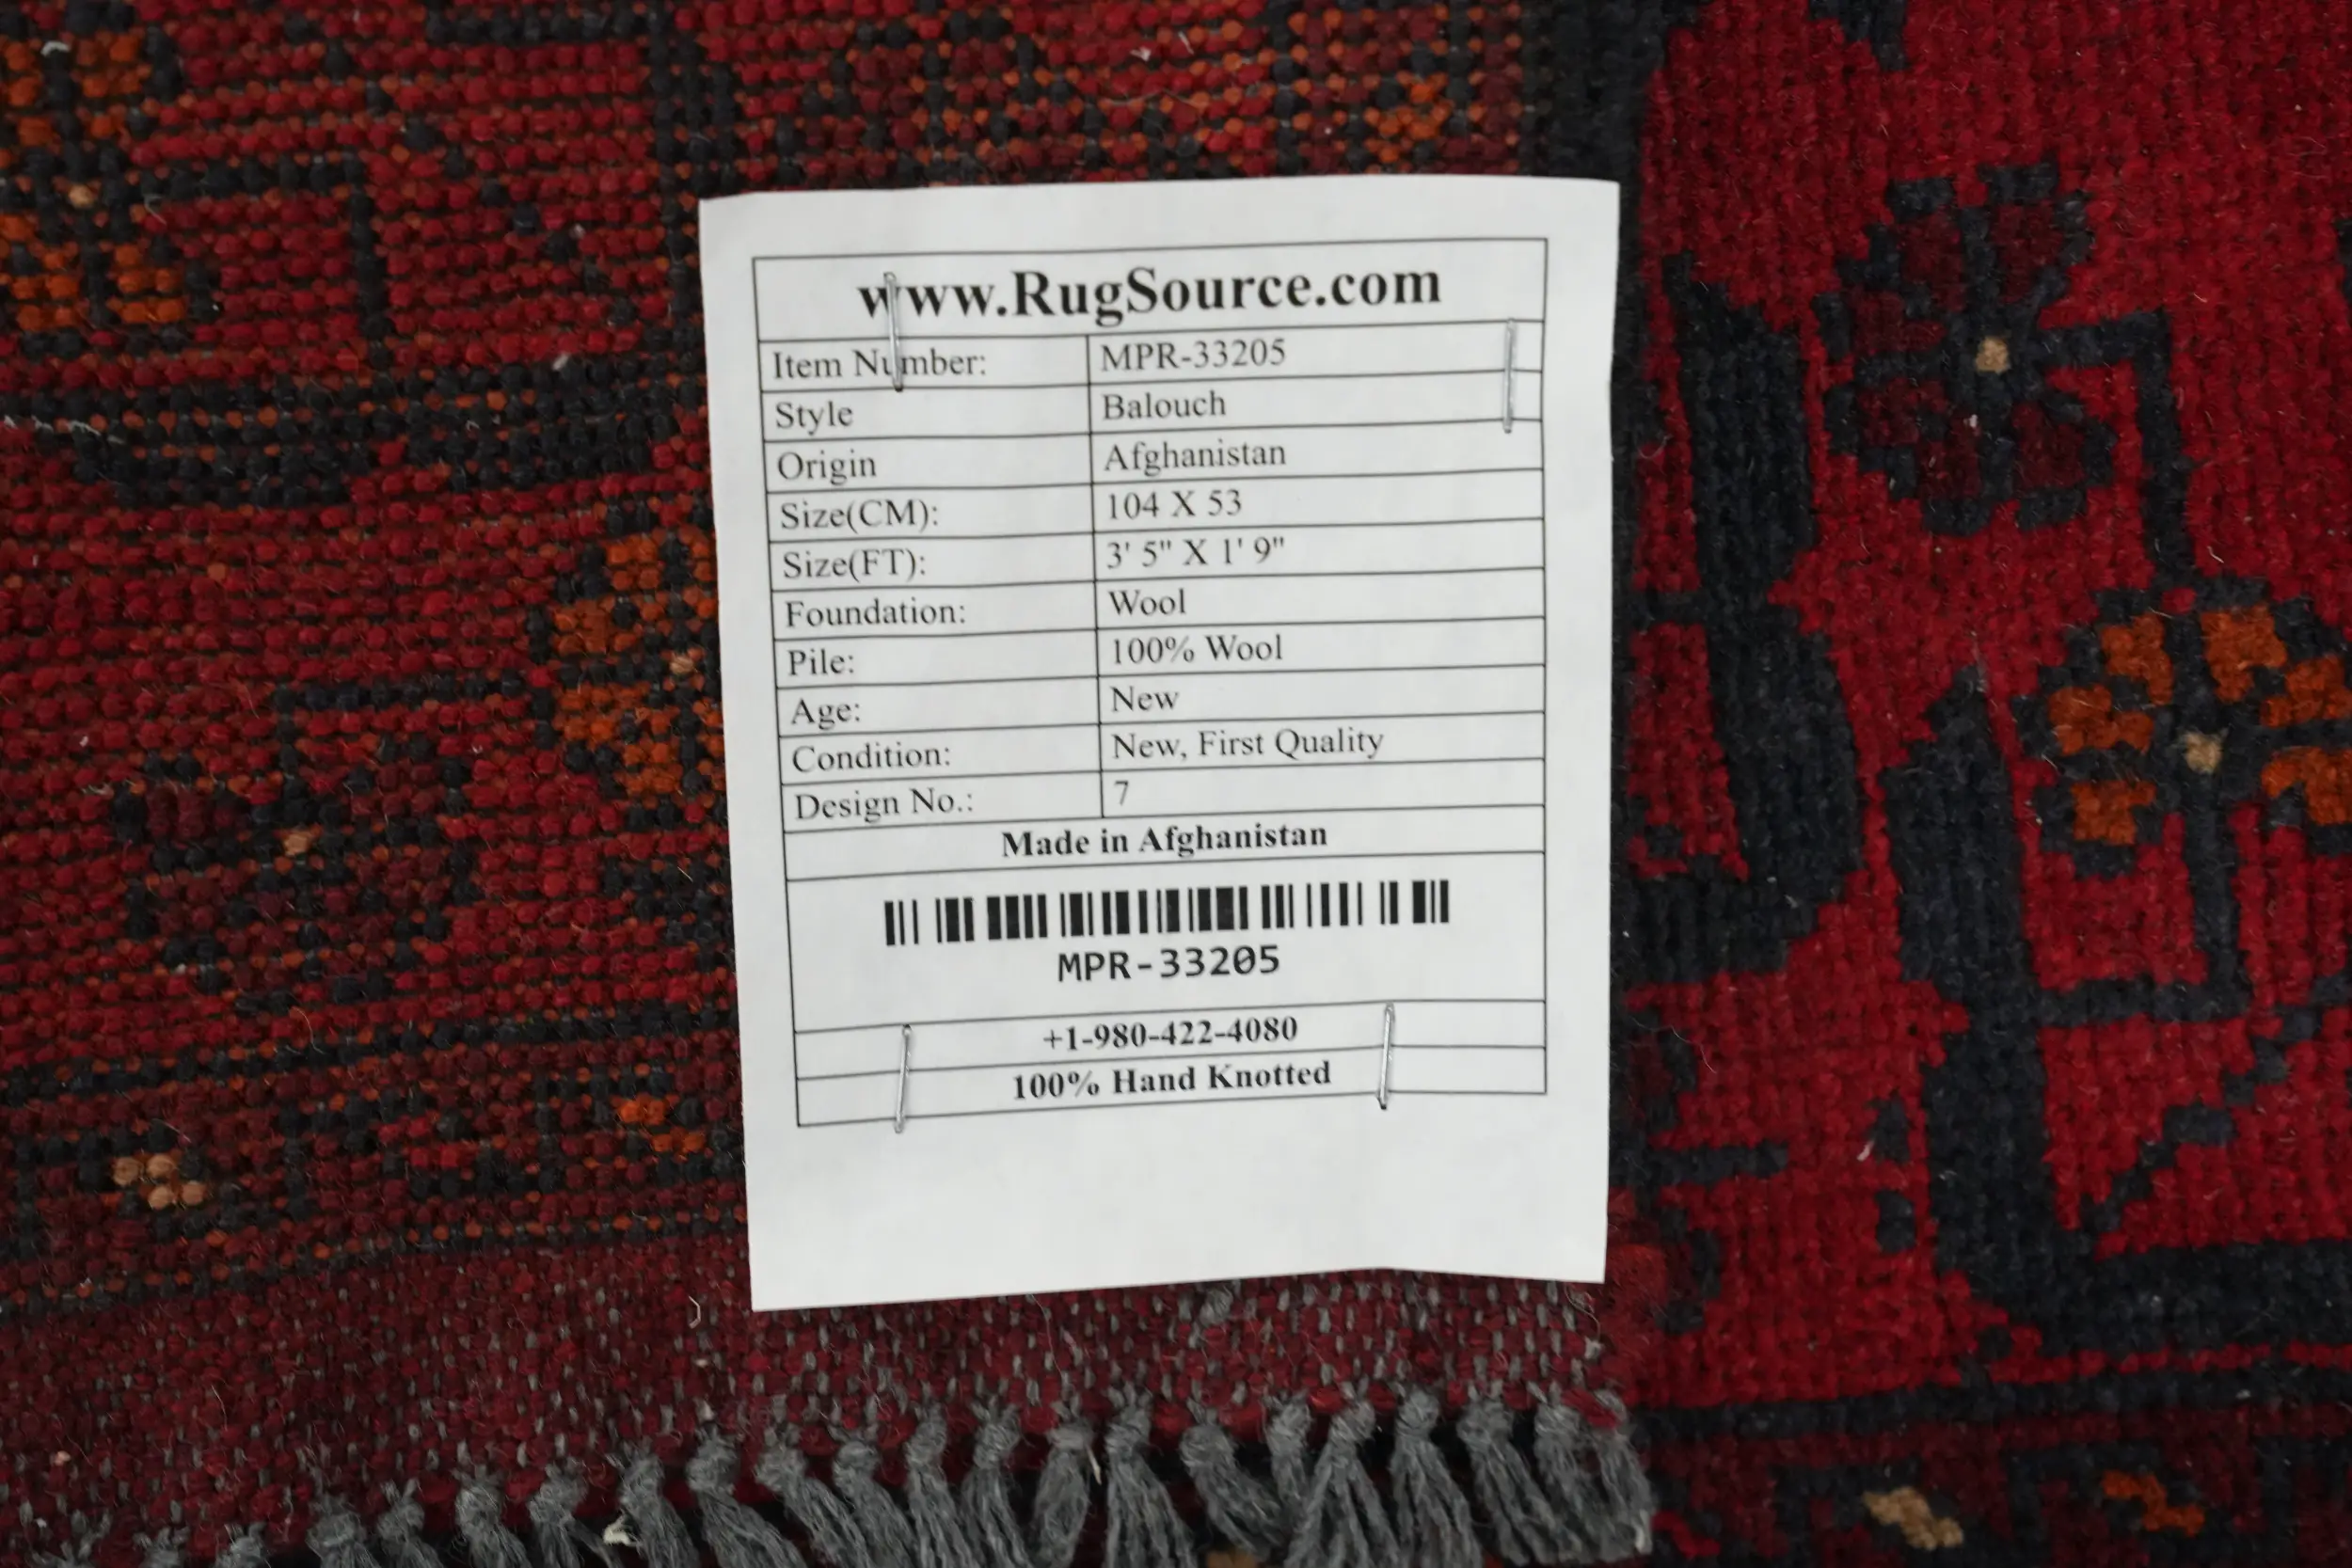 www.RugSource.com
Item Number: MPR-33205
Style Balouch
Origin Afghanistan
Size(CM): 104 X 53
Size(FT): 3' 5" X 1' 9"
Foundation: Wool
Pile: 100% Wool
Age: New
Condition: New, First Quality
Design No.: 7
Made in Afghanistan
MPR-33205
+1-980-422-4080
100% Hand Knotted